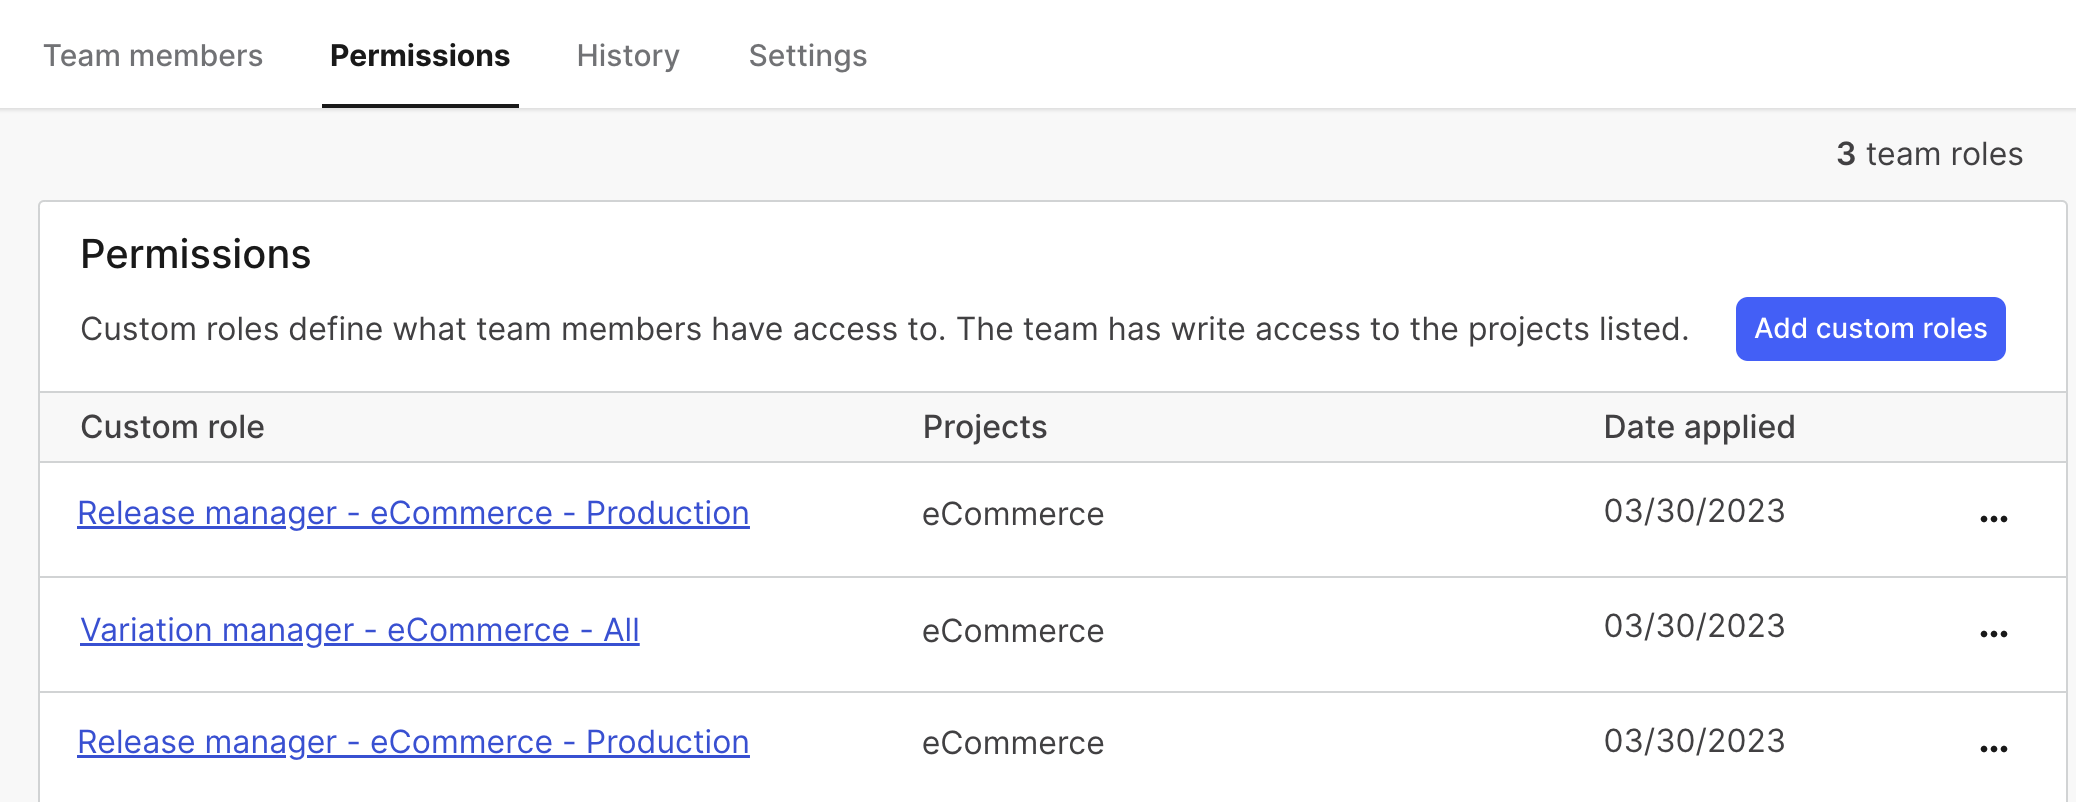 Team members Permissions History Settings
3 team roles
Permissions
Custom roles define what team members have access to. The team has write access to the projects listed. Add custom roles
Custom role Projects Date applied
Release manager - eCommerce - Production eCommerce 03/30/2023 ...
Variation manager - eCommerce - All eCommerce 03/30/2023 ...
Release manager - eCommerce - Production eCommerce 03/30/2023 ...